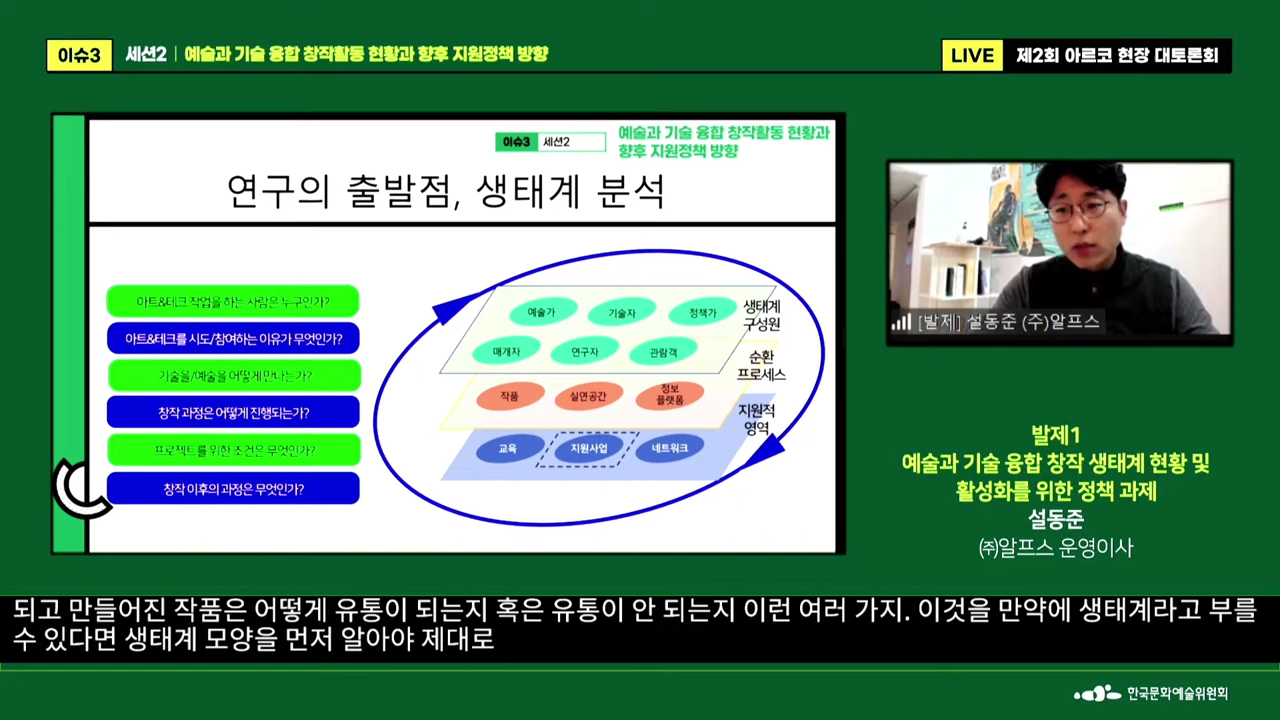 이슈3
세션2 | 예술과 기술 융합 창작활동 현황과 향후 지원정책 방향
LIVE
제2회 아르코 현장 대토론회
이슈3
세션2
예술과 기술 융합 창작활동 현황과
향후 지원정책 방향
연구의 출발점, 생태계 분석
아트&테크 작업을 하는 사람은 누구인가?
아트&테크를 시도/참여하는 이유가 무엇인가?
기술을/예술을 어떻게 만나는가?
창작 과정은 어떻게 진행되는가?
프로젝트를 위한 조건은 무엇인가?
창작 이후의 과정은 무엇인가?
예술가
기술자
정책가
생태계
구성원
매개자
연구자
관람객
순환
프로세스
작품
실연공간
정보
플랫폼
지원적
영역
교육
지원사업
네트워크
[발제] 설동준 (주)알프스
발제1
예술과 기술 융합 창작 생태계 현황 및
활성화를 위한 정책 과제
설동준
㈜알프스 운영이사
되고 만들어진 작품은 어떻게 유통이 되는지 혹은 유통이 안 되는지 이런 여러 가지. 이것을 만약에 생태계라고 부를
수 있다면 생태계 모양을 먼저 알아야 제대로
한국문화예술위원회